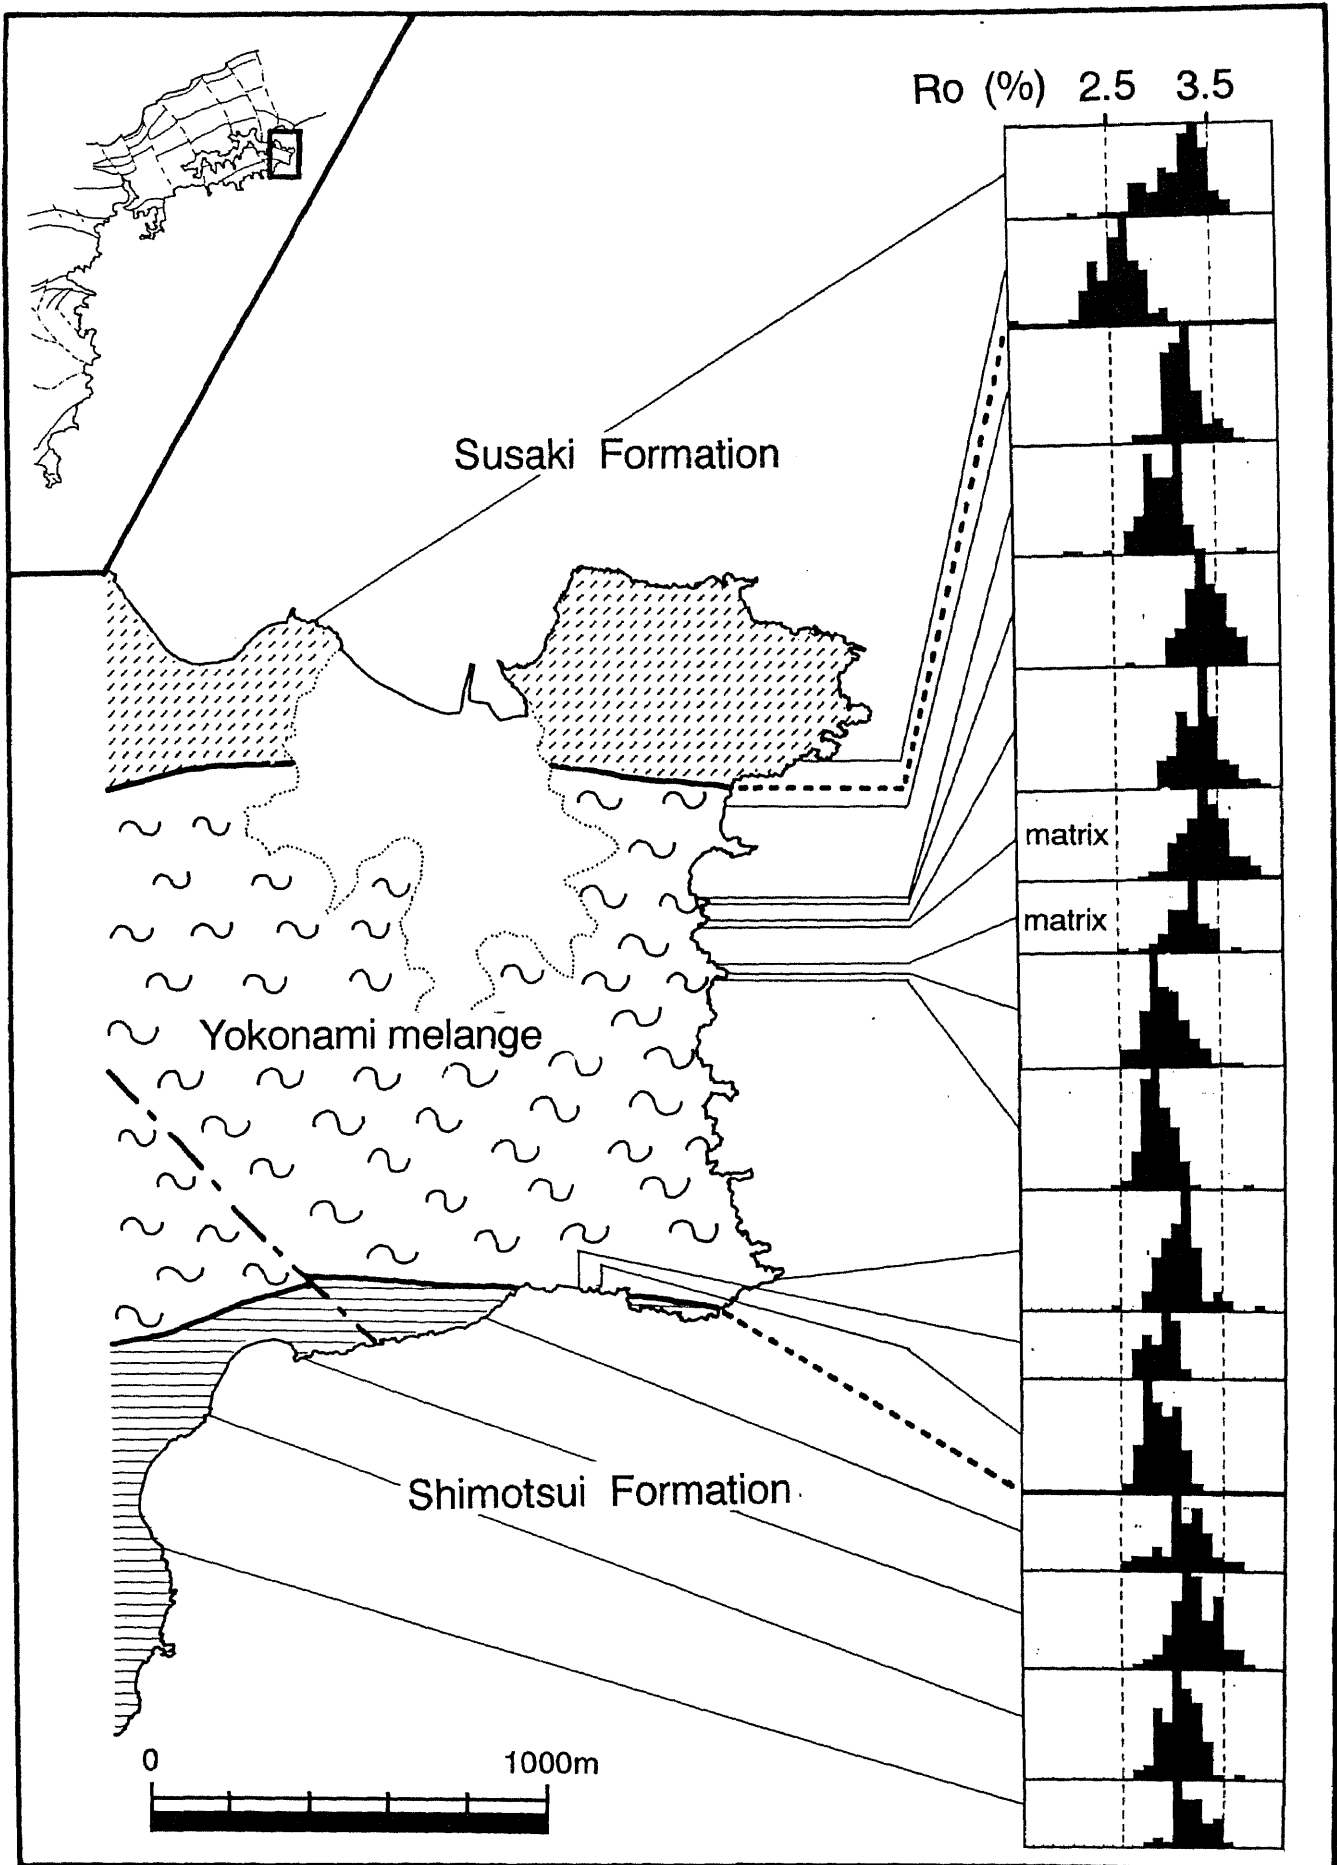 Ro (%) 2.5 3.5
Susaki Formation
matrix
matrix
Yokonami melange
Shimotsui Formation
0 1000m